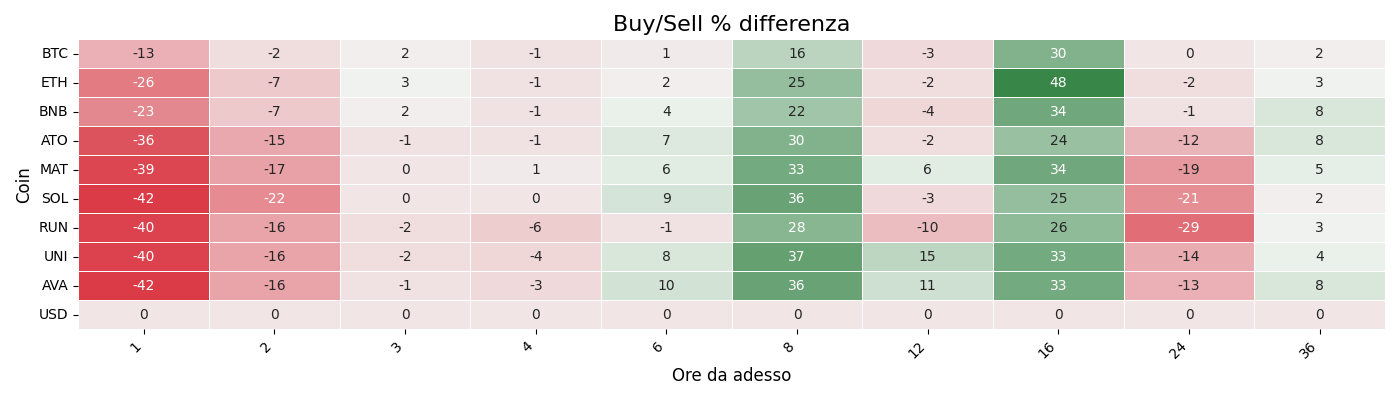 Buy/Sell % differenza
Coin
BTC -13 -2 2 -1 1 16 -3 30 0 2
ETH -26 -7 3 -1 2 25 -2 48 -2 3
BNB -23 -7 2 -1 4 22 -4 34 -1 8
ATO -36 -15 -1 -1 7 30 -2 24 -12 8
MAT -39 -17 0 1 6 33 6 34 -19 5
SOL -42 -22 0 0 9 36 -3 25 -21 2
RUN -40 -16 -2 -6 -1 28 -10 26 -29 3
UNI -40 -16 -2 -4 8 37 15 33 -14 4
AVA -42 -16 -1 -3 10 36 11 33 -13 8
USD 0 0 0 0 0 0 0 0 0 0
1 2 3 4 6 8 12 16 24 36
Ore da adesso